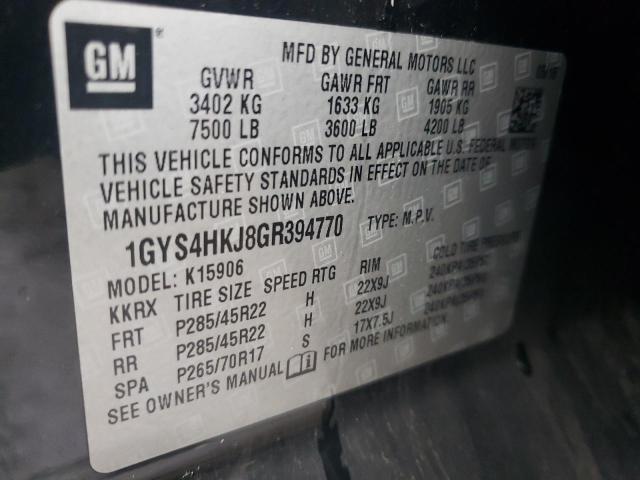 GM
MFD BY GENERAL MOTORS LLC
GVWR GAWR FRT GAWR RR
3402 KG 1633 KG 1905 KG
7500 LB 3600 LB 4200 LB
THIS VEHICLE CONFORMS TO ALL APPLICABLE U.S. FEDERAL MOTOR
VEHICLE SAFETY STANDARDS IN EFFECT ON THE DATE OF
MANUFACTURE SHOWN ABOVE.
1GYS4HKJ8GR394770 TYPE: M.P.V.
MODEL: K15906
KKRX TIRE SIZE SPEED RTG RIM COLD TIRE PRESSURE
FRT P285/45R22 H 22X9J
RR P285/45R22 H 22X9J
SPA P265/70R17 S 17X7.5J
SEE OWNER'S MANUAL FOR MORE INFORMATION.